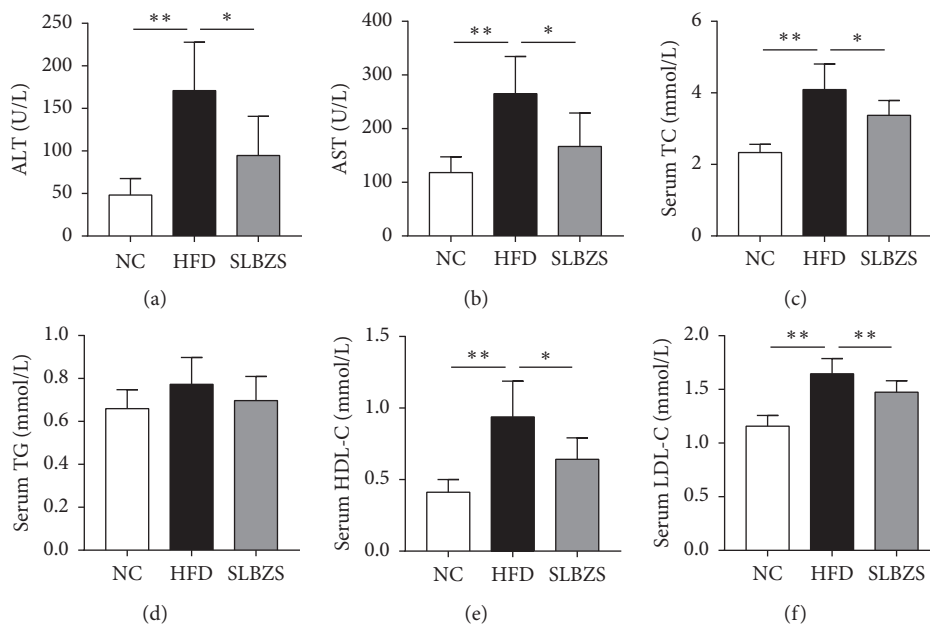 ALT (U/L)
250
200
150
100
50
0
** *
NC HFD SLBZS
(a)
AST (U/L)
400
300
200
100
0
** *
NC HFD SLBZS
(b)
Serum TC (mmol/L)
6
4
2
0
** *
NC HFD SLBZS
(c)
Serum TG (mmol/L)
1.0
0.8
0.6
0.4
0.2
0.0
NC HFD SLBZS
(d)
Serum HDL-C (mmol/L)
1.5
1.0
0.5
0.0
** *
NC HFD SLBZS
(e)
Serum LDL-C (mmol/L)
2.0
1.5
1.0
0.5
0.0
** **
NC HFD SLBZS
(f)